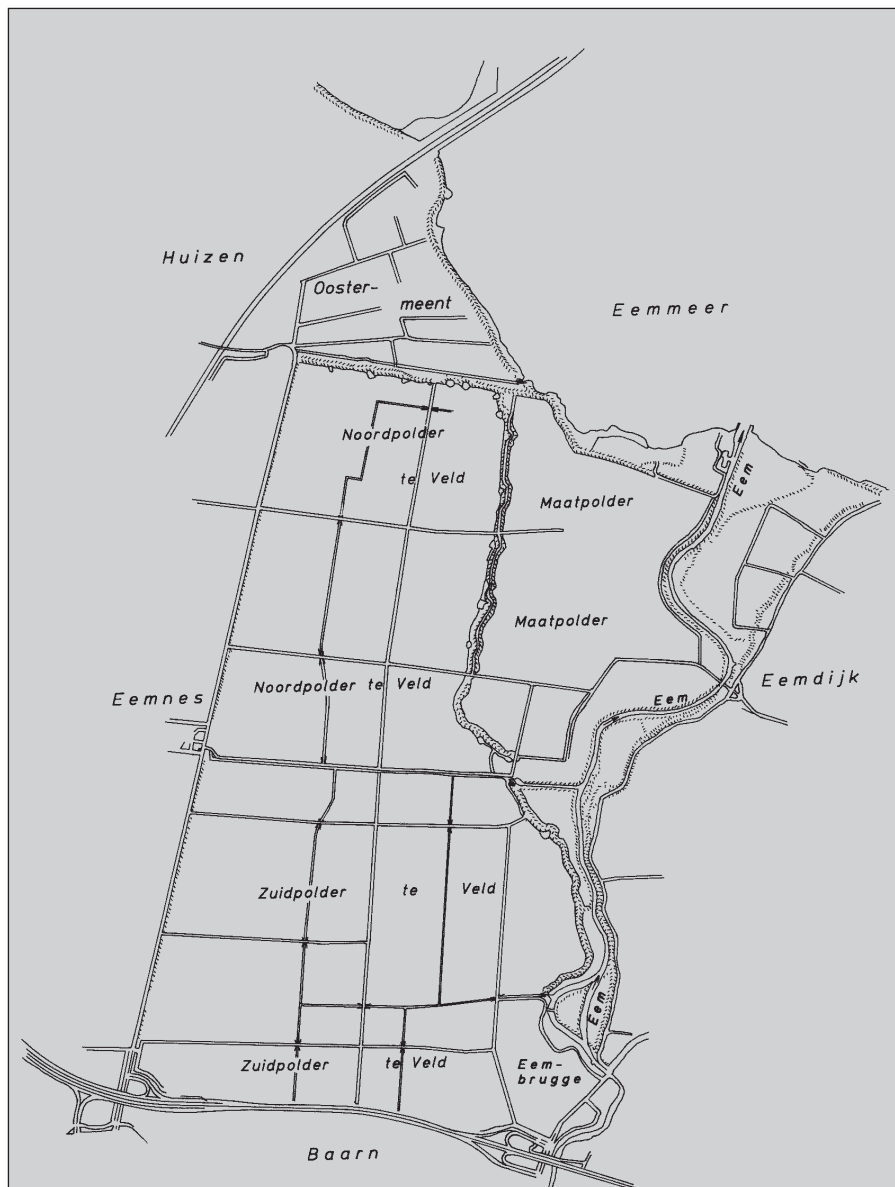 Huizen
Ooster-
meent
Eemmeer
Noordpolder
te Veld
Eem
Maatpolder
Maatpolder
Eemnes
Noordpolder te Veld
Eem
Eemdijk
Zuidpolder te Veld
Eem
Zuidpolder te Veld
Eem-
brugge
Baarn